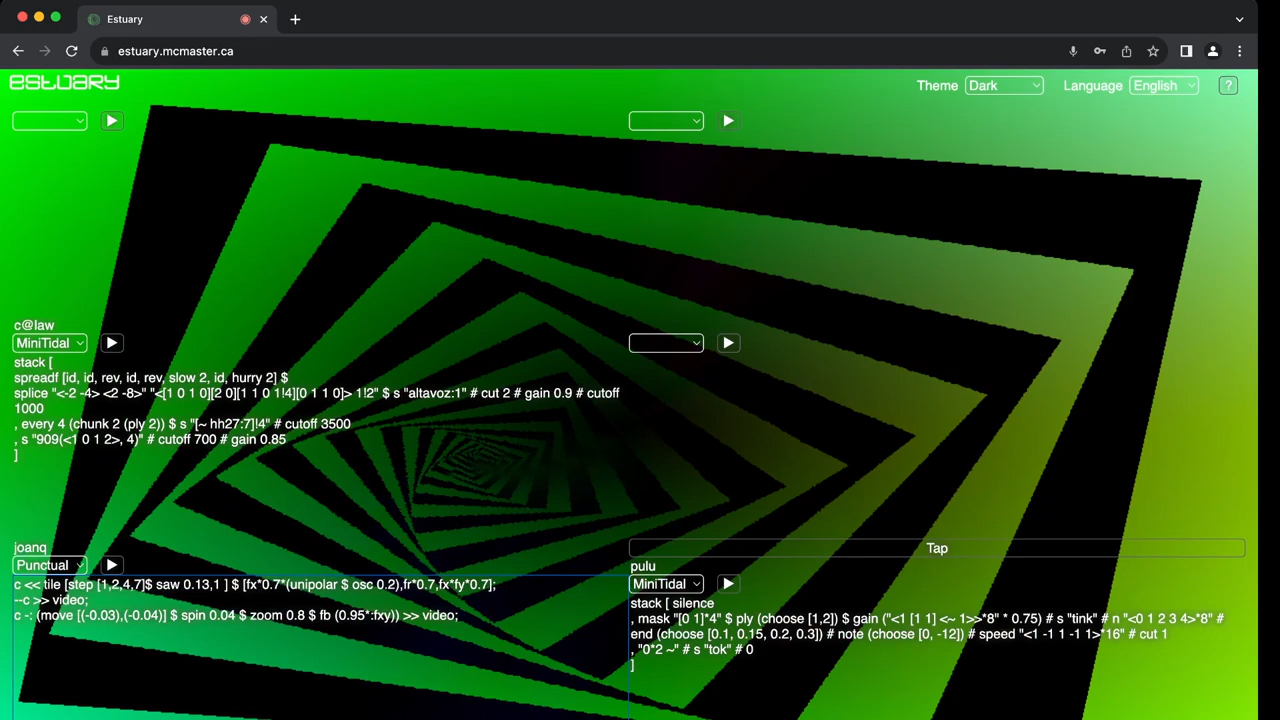 Estuary
estuary.mcmaster.ca
estuary
Theme Dark Language English ?
c@law
MiniTidal
stack [
spreadf [id, id, rev, id, rev, slow 2, id, hurry 2] $
splice "<-2 -4> <2 -8>" "<[1 0 1 0][2 0][1 1 0 1!4][0 1 1 0]> 1!2" $ s "altavoz:1" # cut 2 # gain 0.9 # cutoff
1000
, every 4 (chunk 2 (ply 2)) $ s "[~ hh27:7]!4" # cutoff 3500
, s "909(<1 0 1 2>, 4)" # cutoff 700 # gain 0.85
]
joanq
Punctual
c << tile [step [1,2,4,7]$ saw 0.13,1 ] $ [fx*0.7*(unipolar $ osc 0.2),fr*0.7,fx*fy*0.7];
--c >> video;
c -: (move [(-0.03),(-0.04)] $ spin 0.04 $ zoom 0.8 $ fb (0.95*:fxy)) >> video;
Tap
pulu
MiniTidal
stack [ silence
, mask "[0 1]*4" $ ply (choose [1,2]) $ gain ("<1 [1 1] <~ 1>>*8" * 0.75) # s "tink" # n "<0 1 2 3 4>*8" #
end (choose [0.1, 0.15, 0.2, 0.3]) # note (choose [0, -12]) # speed "<1 -1 1 -1 1>*16" # cut 1
, "0*2 ~" # s "tok" # 0
]